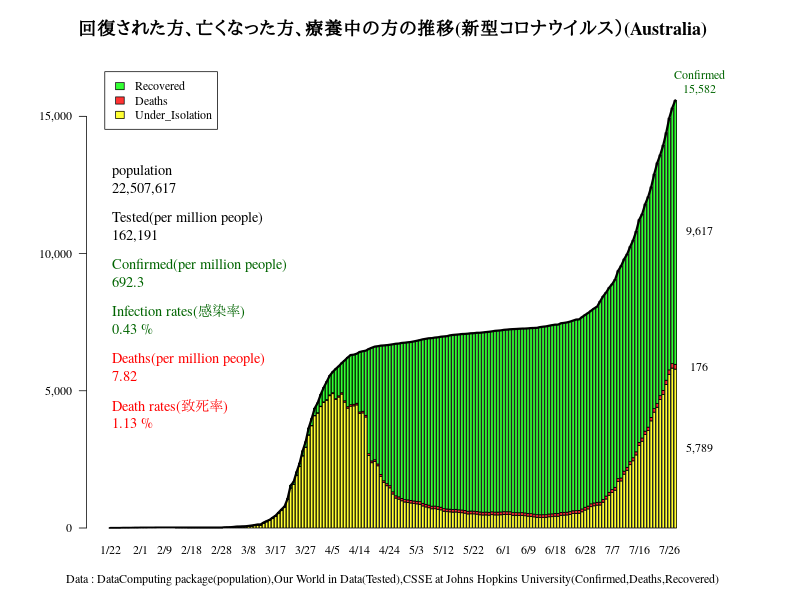 回復された方、亡くなった方、療養中の方の推移(新型コロナウイルス）(Australia)
Confirmed
15,582
Recovered
Deaths
Under_Isolation
15,000
population
22,507,617
Tested(per million people)
162,191
9,617
10,000
Confirmed(per million people)
692.3
Infection rates(感染率)
0.43 %
Deaths(per million people)
7.82
176
5,000
Death rates(致死率)
1.13 %
5,789
0
1/22 2/1 2/9 2/18 2/28 3/8 3/17 3/27 4/5 4/14 4/24 5/3 5/12 5/22 6/1 6/9 6/18 6/28 7/7 7/16 7/26
Data : DataComputing package(population),Our World in Data(Tested),CSSE at Johns Hopkins University(Confirmed,Deaths,Recovered)